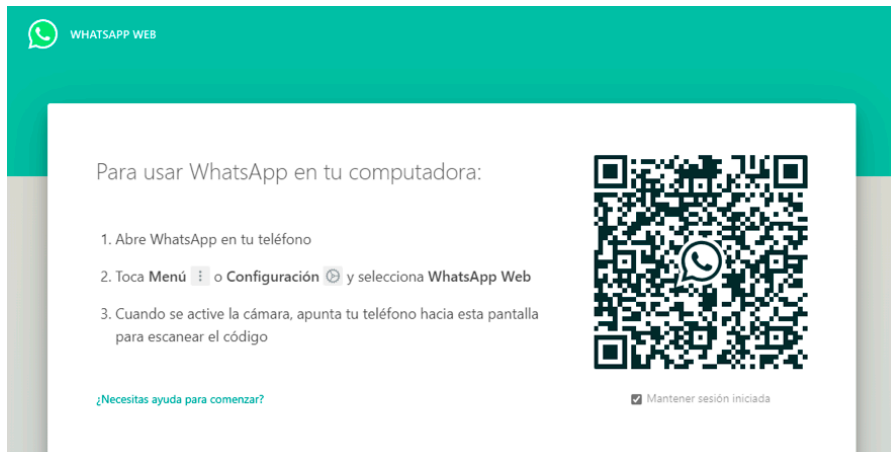 WHATSAPP WEB
Para usar WhatsApp en tu computadora:
1. Abre WhatsApp en tu teléfono
2. Toca Menú o Configuración y selecciona WhatsApp Web
3. Cuando se active la cámara, apunta tu teléfono hacia esta pantalla
para escanear el código
¿Necesitas ayuda para comenzar?
Mantener sesión iniciada